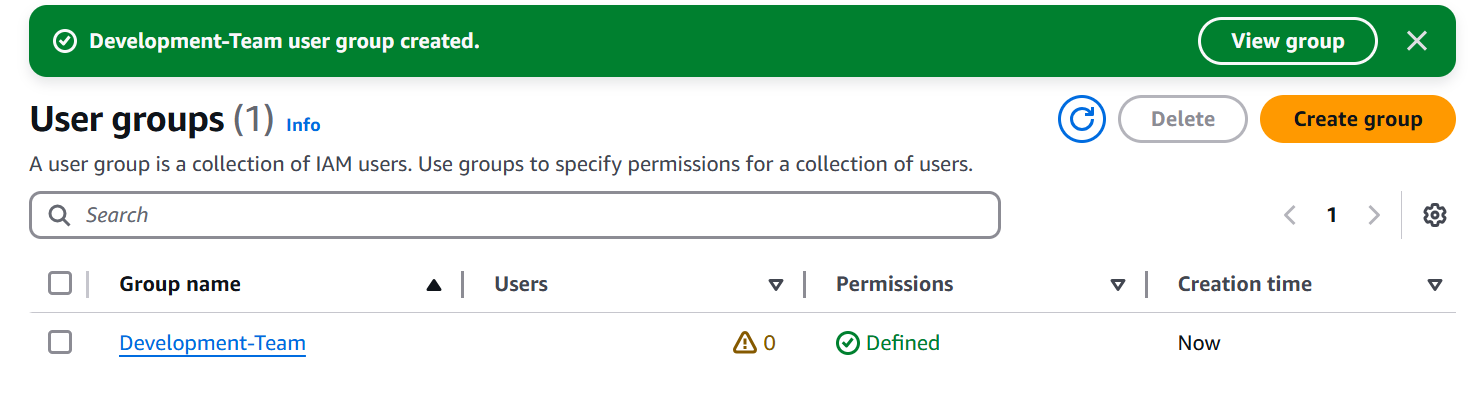 Development-Team user group created. View group
User groups (1) Info Delete Create group
A user group is a collection of IAM users. Use groups to specify permissions for a collection of users.
Search 1
Group name Users Permissions Creation time
Development-Team 0 Defined Now